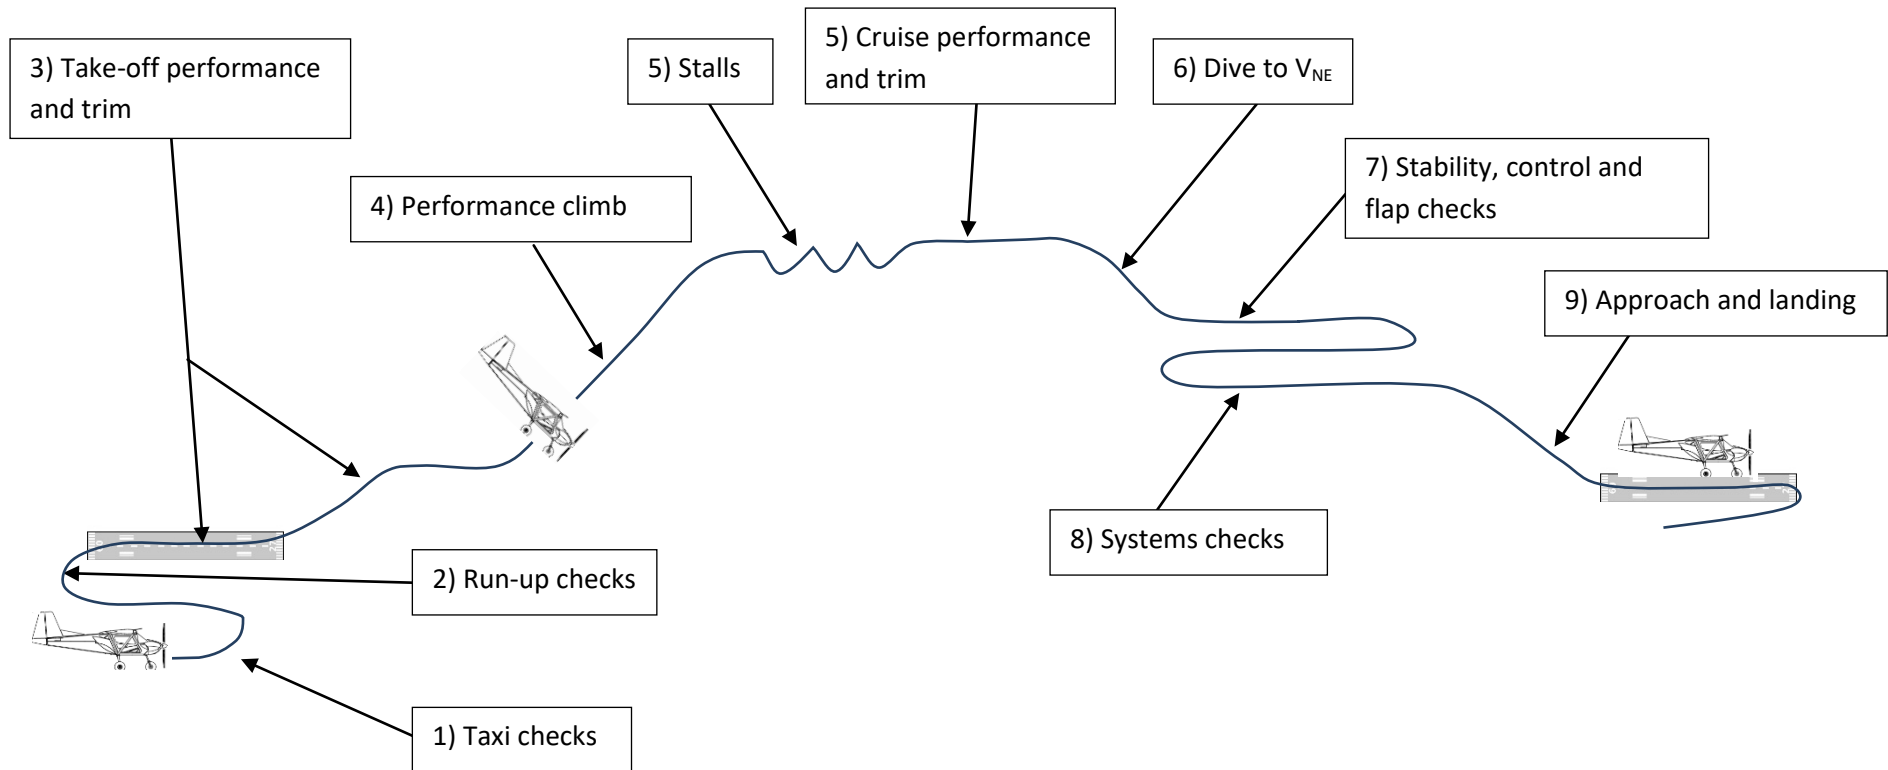 3) Take-off performance
and trim
5) Stalls
5) Cruise performance
and trim
6) Dive to VNE
7) Stability, control and
flap checks
4) Performance climb
9) Approach and landing
8) Systems checks
2) Run-up checks
1) Taxi checks